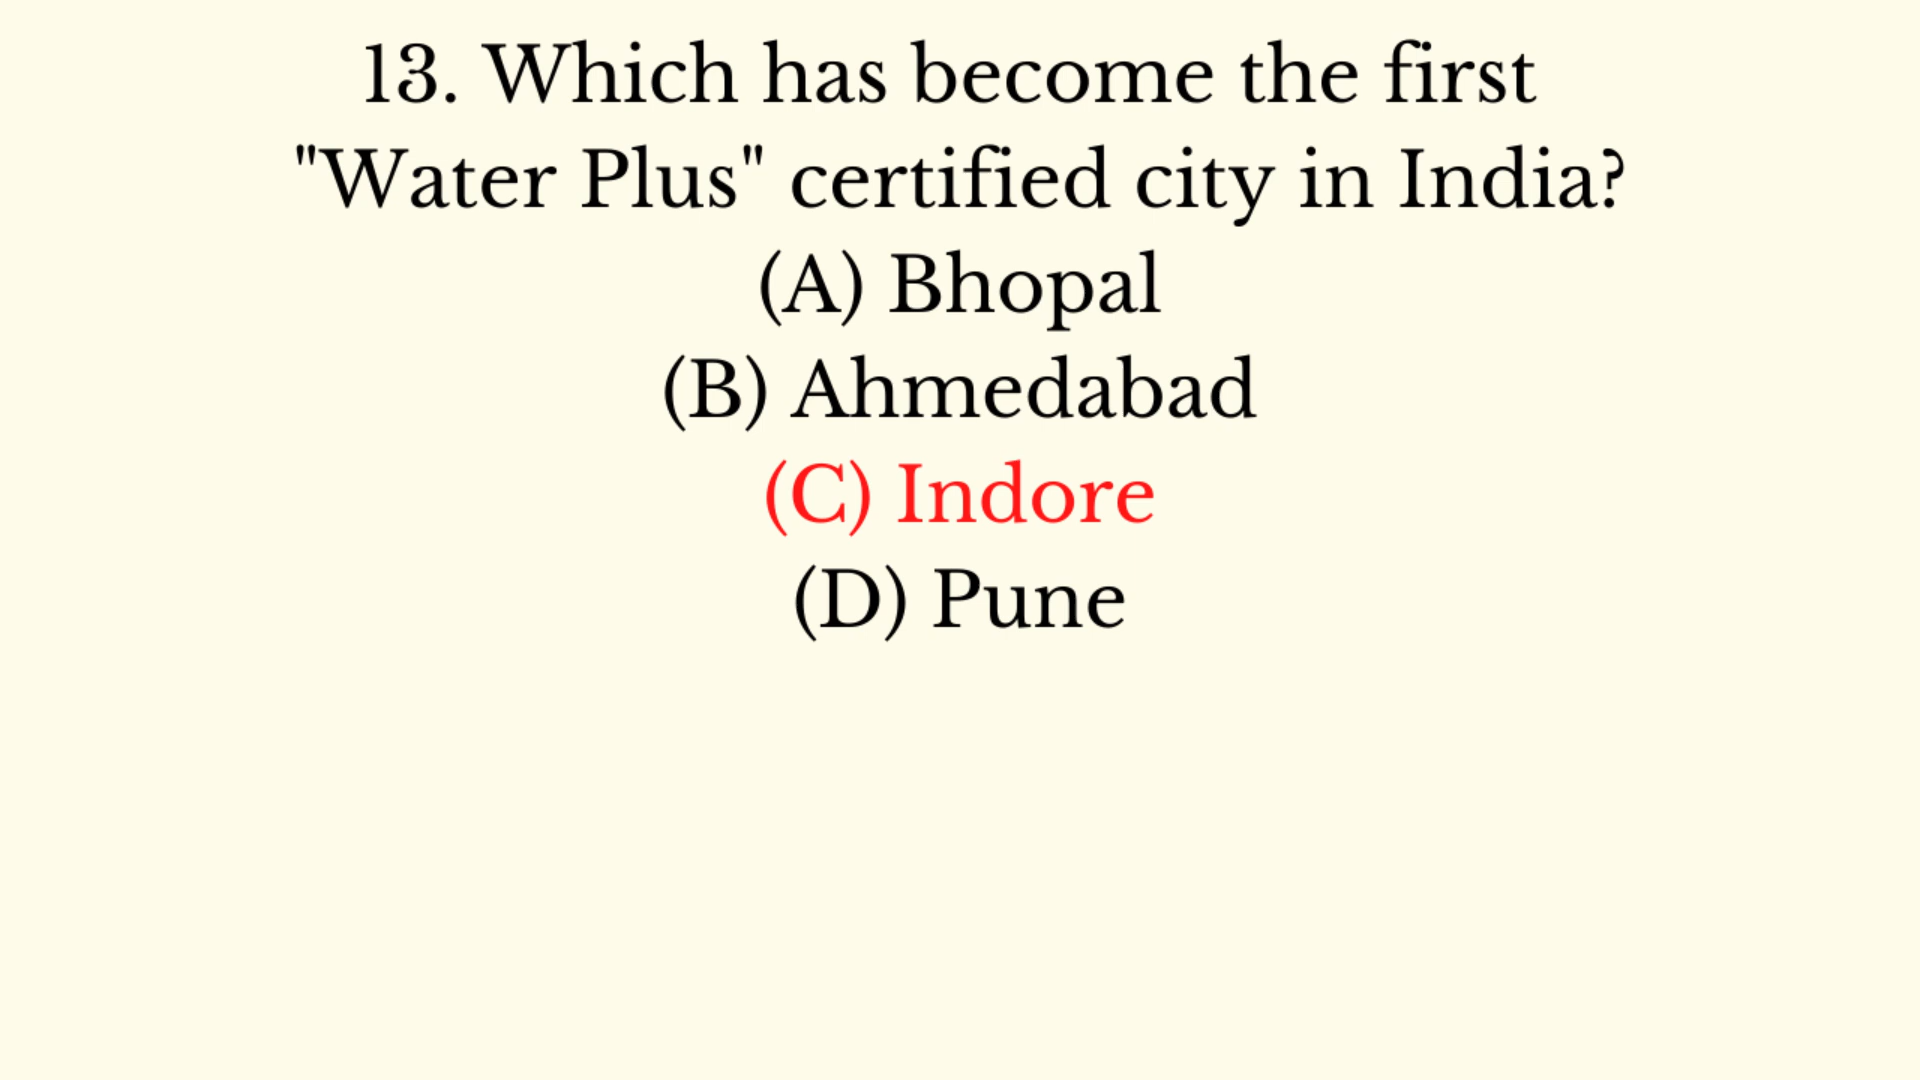 13. Which has become the first
"Water Plus" certified city in India?
(A) Bhopal
(B) Ahmedabad
(C) Indore
(D) Pune